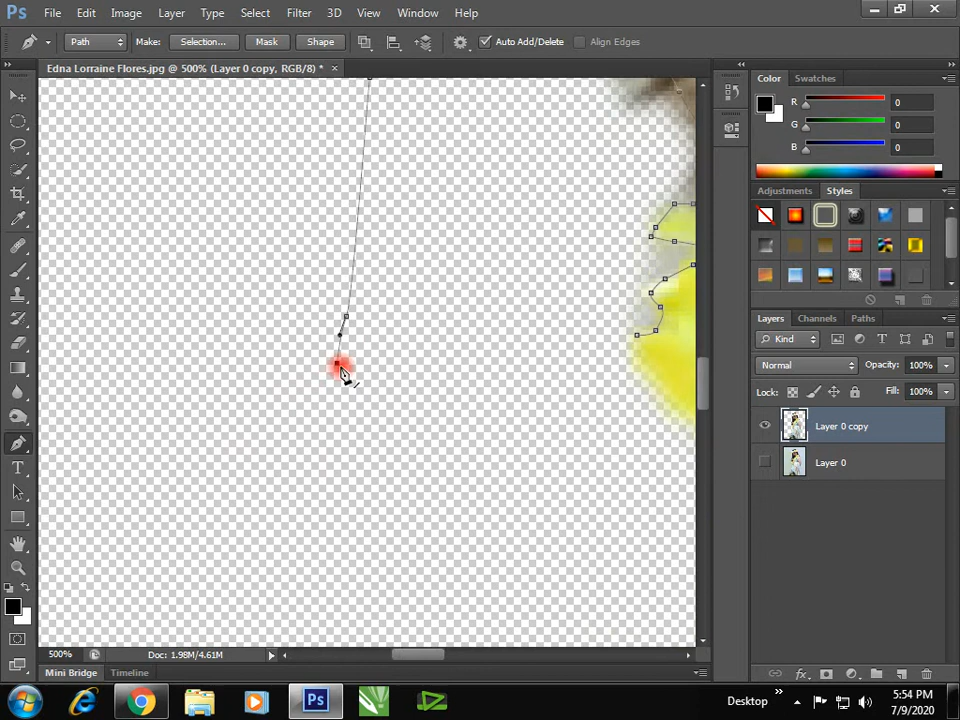 Ps File Edit Image Layer Type Select Filter 3D View Window Help
Path Make: Selection... Mask Shape Auto Add/Delete Align Edges
Edna Lorraine Flores.jpg @ 500% (Layer 0 copy, RGB/8) * ×
Color Swatches
R 0
G 0
B 0
Adjustments Styles
Layers Channels Paths
Kind
Normal Opacity: 100%
Lock: Fill: 100%
Layer 0 copy
Layer 0
T
500% Doc: 1.98M/4.61M
Mini Bridge Timeline
fx
Ps Desktop » 5:54 PM
7/9/2020